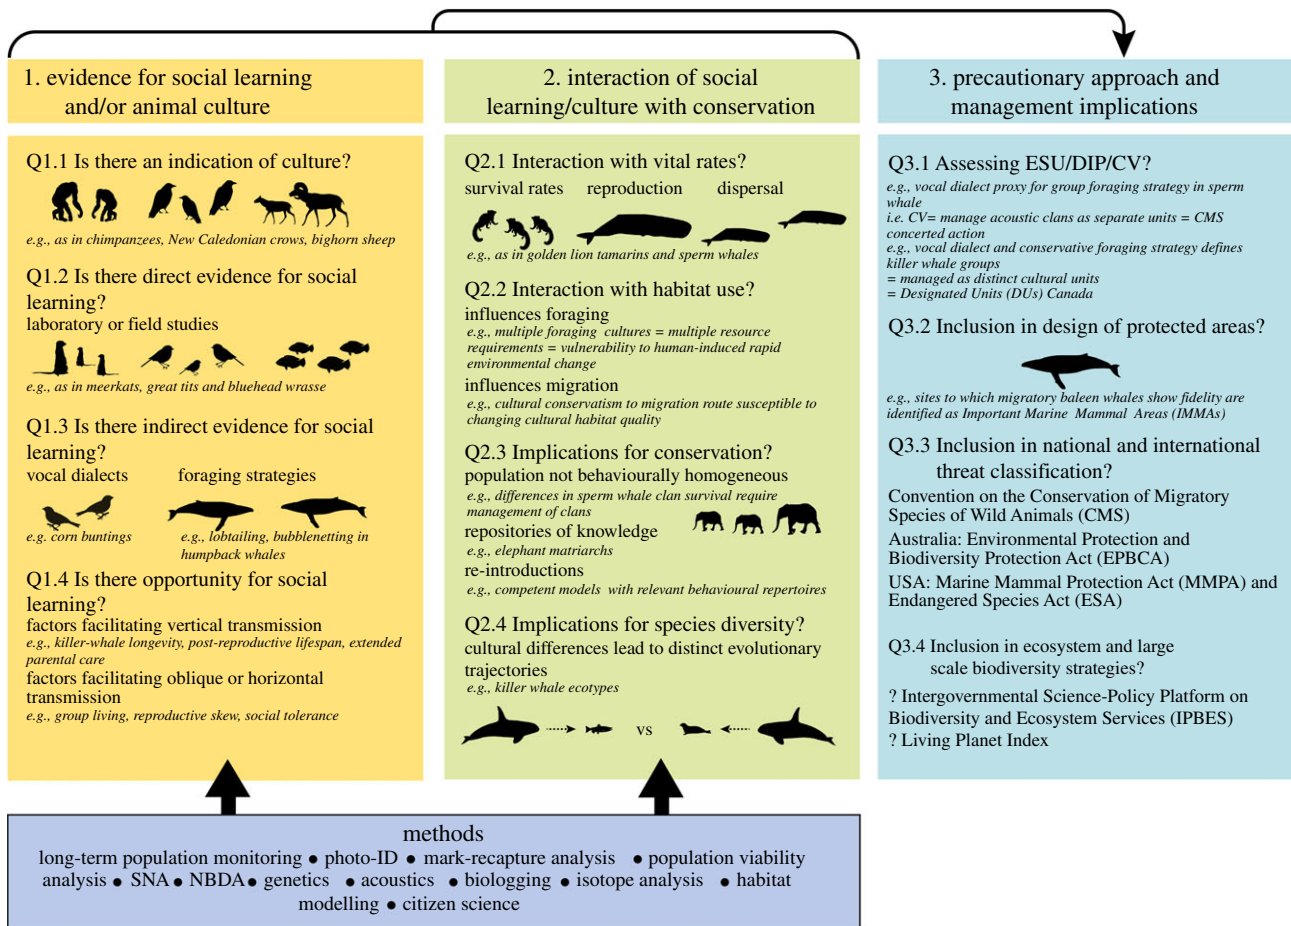 1. evidence for social learning
and/or animal culture
Q1.1 Is there an indication of culture?
e.g., as in chimpanzees, New Caledonian crows, bighorn sheep
Q1.2 Is there direct evidence for social
learning?
laboratory or field studies
e.g., as in meerkats, great tits and bluehead wrasse
Q1.3 Is there indirect evidence for social
learning?
vocal dialects foraging strategies
e.g. corn buntings e.g., lobtailing, bubblenetting in
humpback whales
Q1.4 Is there opportunity for social
learning?
factors facilitating vertical transmission
e.g., killer-whale longevity, post-reproductive lifespan, extended
parental care
factors facilitating oblique or horizontal
transmission
e.g., group living, reproductive skew, social tolerance
2. interaction of social
learning/culture with conservation
Q2.1 Interaction with vital rates?
survival rates reproduction dispersal
e.g., as in golden lion tamarins and sperm whales
Q2.2 Interaction with habitat use?
influences foraging
e.g., multiple foraging cultures = multiple resource
requirements = vulnerability to human-induced rapid
environmental change
influences migration
e.g., cultural conservatism to migration route susceptible to
changing cultural habitat quality
Q2.3 Implications for conservation?
population not behaviourally homogeneous
e.g., differences in sperm whale clan survival require
management of clans
repositories of knowledge
e.g., elephant matriarchs
re-introductions
e.g., competent models with relevant behavioural repertoires
Q2.4 Implications for species diversity?
cultural differences lead to distinct evolutionary
trajectories
e.g., killer whale ecotypes
vs
3. precautionary approach and
management implications
Q3.1 Assessing ESU/DIP/CV?
e.g., vocal dialect proxy for group foraging strategy in sperm
whale
i.e. CV= manage acoustic clans as separate units = CMS
concerted action
e.g., vocal dialect and conservative foraging strategy defines
killer whale groups
= managed as distinct cultural units
= Designated Units (DUs) Canada
Q3.2 Inclusion in design of protected areas?
e.g., sites to which migratory baleen whales show fidelity are
identified as Important Marine Mammal Areas (IMMAs)
Q3.3 Inclusion in national and international
threat classification?
Convention on the Conservation of Migratory
Species of Wild Animals (CMS)
Australia: Environmental Protection and
Biodiversity Protection Act (EPBCA)
USA: Marine Mammal Protection Act (MMPA) and
Endangered Species Act (ESA)
Q3.4 Inclusion in ecosystem and large
scale biodiversity strategies?
? Intergovernmental Science-Policy Platform on
Biodiversity and Ecosystem Services (IPBES)
? Living Planet Index
methods
long-term population monitoring ● photo-ID ● mark-recapture analysis ● population viability
analysis ● SNA ● NBDA ● genetics ● acoustics ● biologging ● isotope analysis ● habitat
modelling ● citizen science